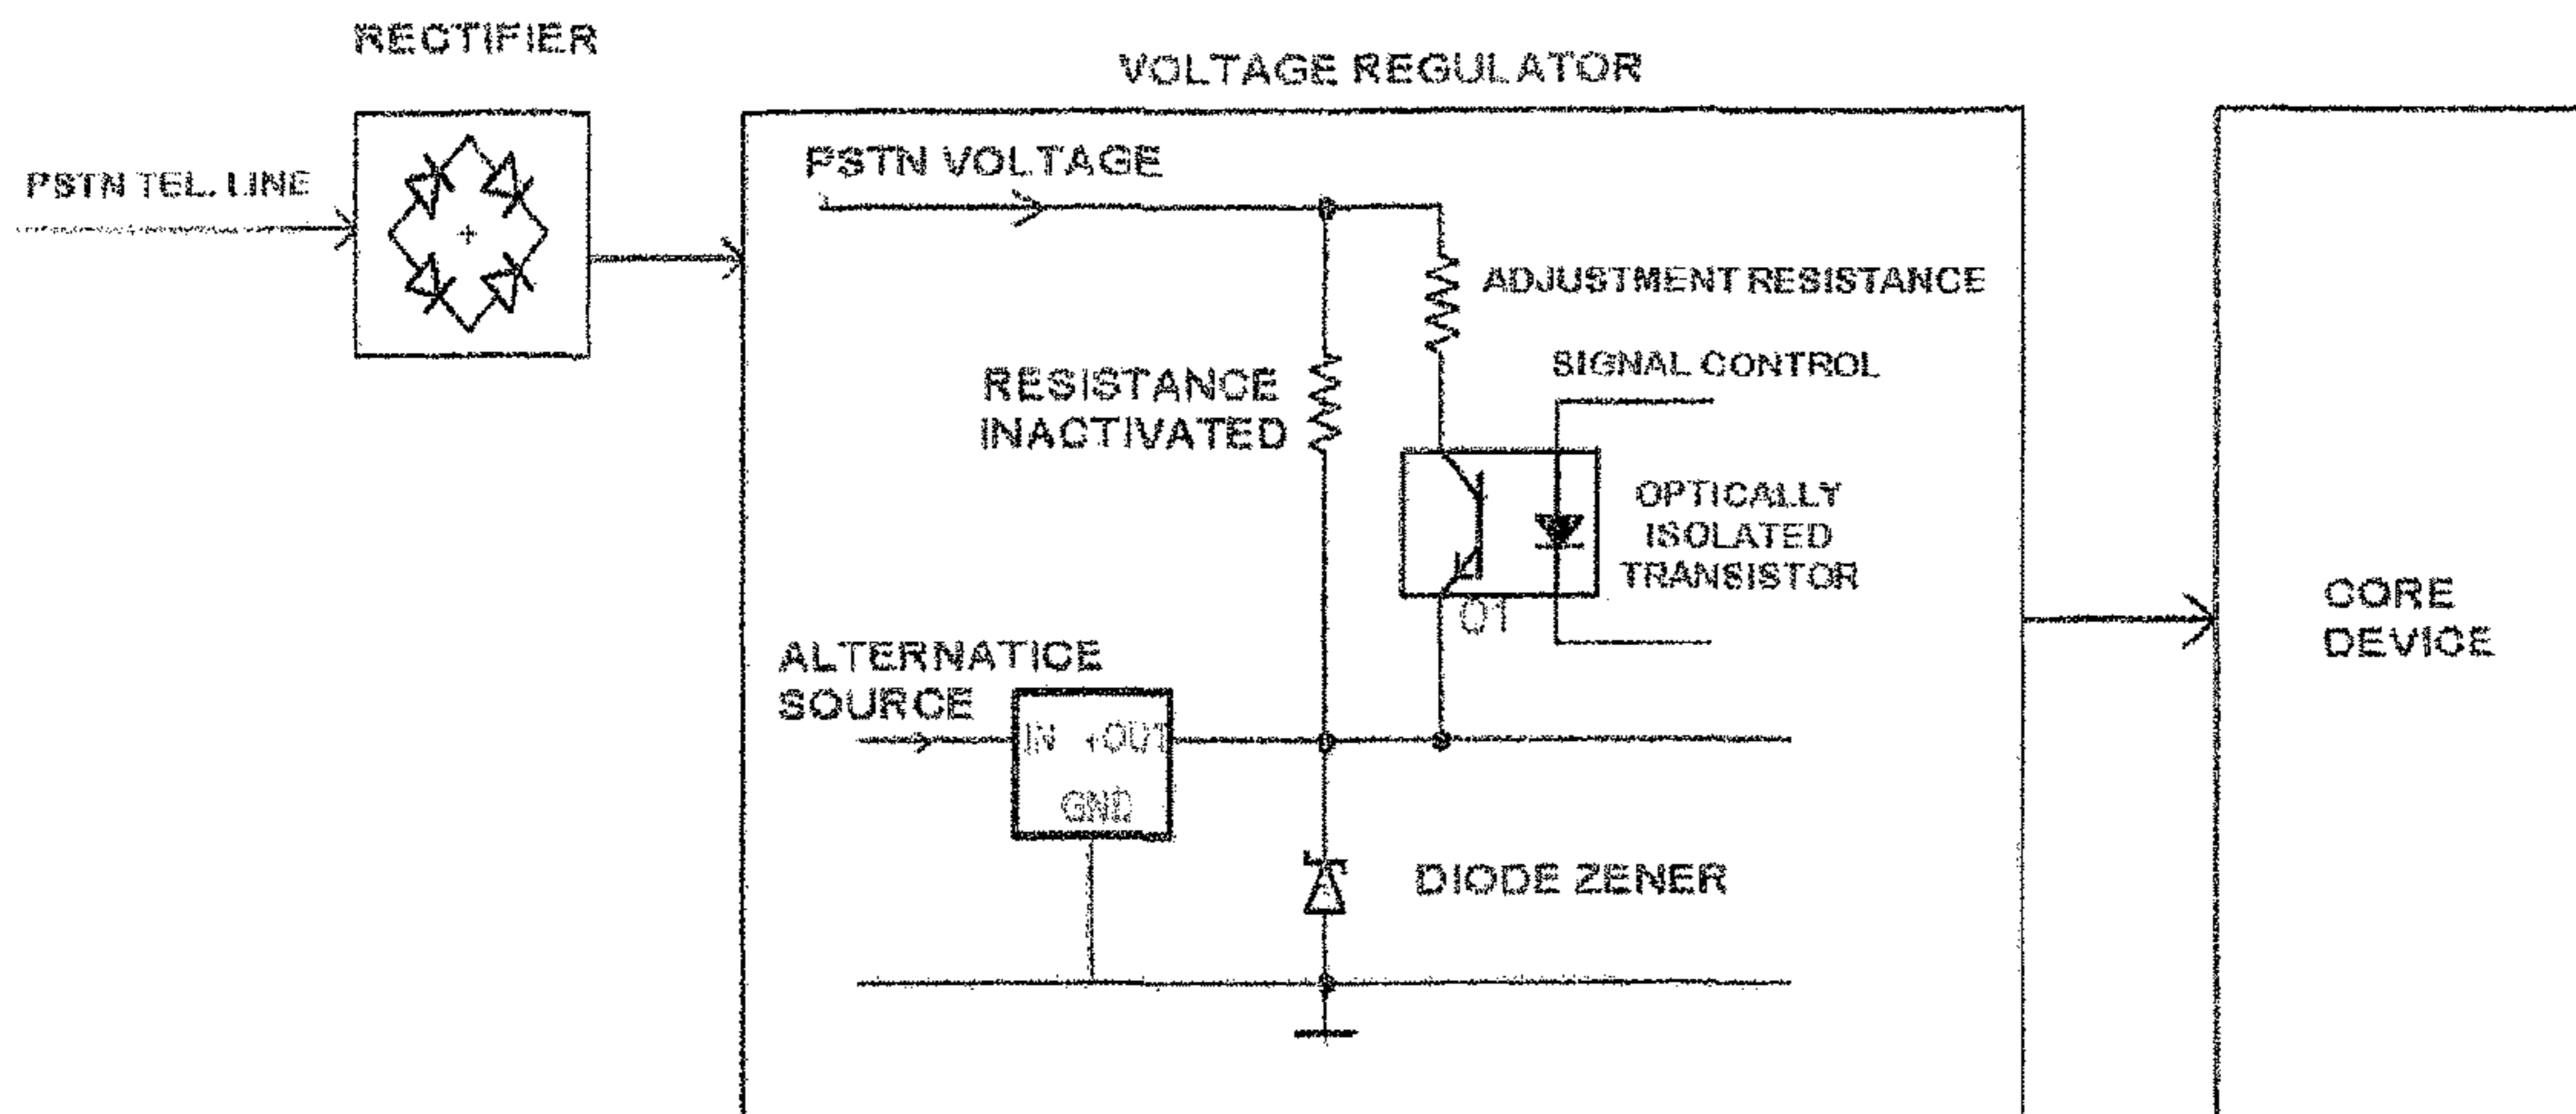 RECTIFIER
VOLTAGE REGULATOR
PSTN TEL. LINE
PSTN VOLTAGE
ADJUSTMENT RESISTANCE
SIGNAL CONTROL
RESISTANCE
INACTIVATED
OPTICALLY
ISOLATED
TRANSISTOR
O1
ALTERNATICE
SOURCE
IN +OUT
GND
DIODE ZENER
CORE
DEVICE